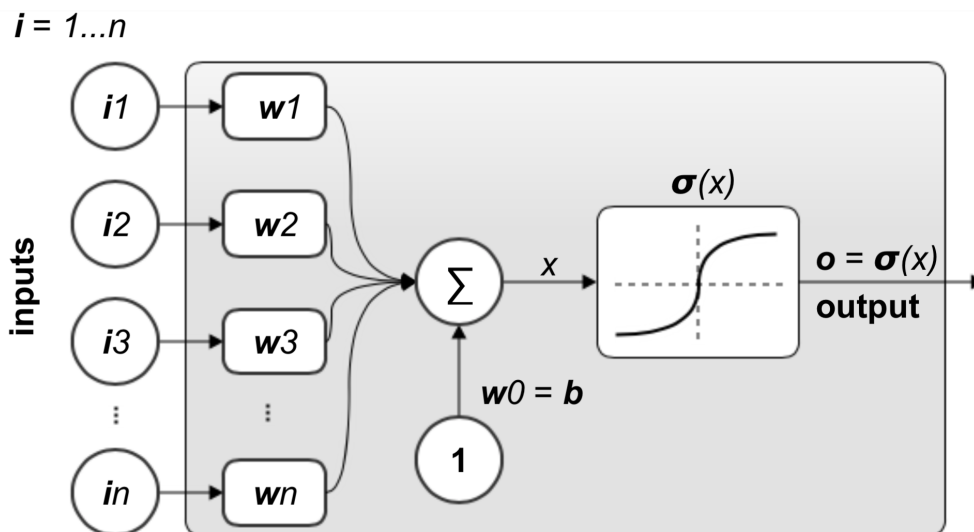 i = 1...n
inputs
i1
w1
i2
w2
i3
w3
⋮
⋮
in
wn
∑
1
w0 = b
x
σ(x)
o = σ(x)
output